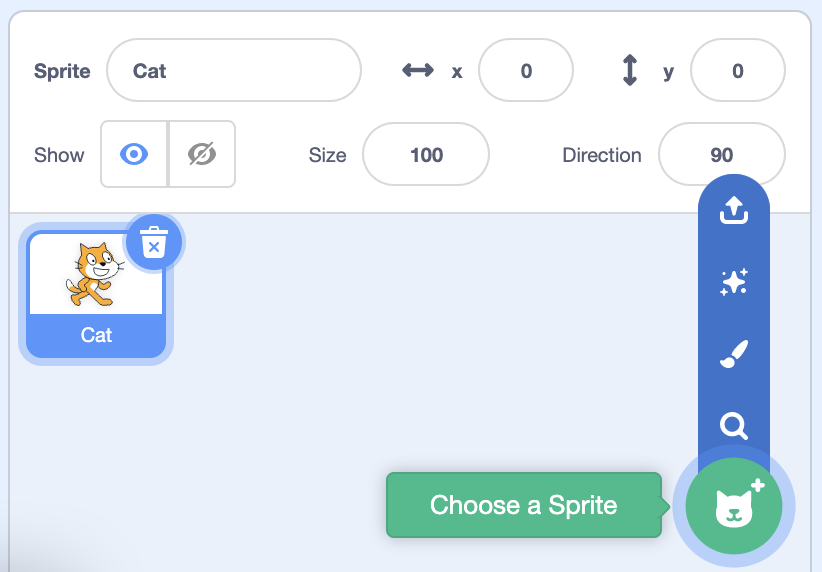 Sprite Cat x 0 y 0
Show Size 100 Direction 90
Cat
Choose a Sprite